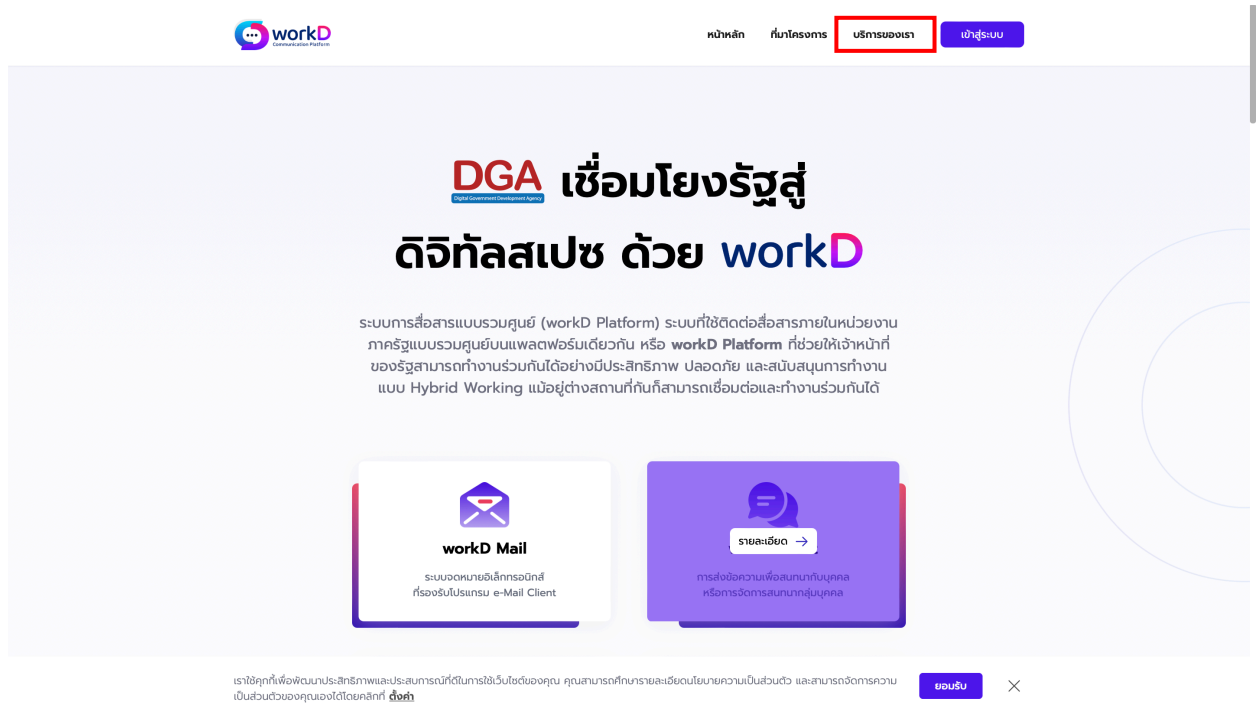 workD
Communication Platform
หน้าหลัก ที่มาโครงการ บริการของเรา เข้าสู่ระบบ
DGA เชื่อมโยงรัฐสู่
Digital Government Development Agency
ดิจิทัลสเปซ ด้วย workD
ระบบการสื่อสารแบบรวมศูนย์ (workD Platform) ระบบที่ใช้ติดต่อสื่อสารภายในหน่วยงาน
ภาครัฐแบบรวมศูนย์บนแพลตฟอร์มเดียวกัน หรือ workD Platform ที่ช่วยให้เจ้าหน้าที่
ของรัฐสามารถทำงานร่วมกันได้อย่างมีประสิทธิภาพ ปลอดภัย และสนับสนุนการทำงาน
แบบ Hybrid Working แม้อยู่ต่างสถานที่กันก็สามารถเชื่อมต่อและทำงานร่วมกันได้
workD Mail
ระบบจดหมายอิเล็กทรอนิกส์
ที่รองรับโปรแกรม e-Mail Client
รายละเอียด
การส่งข้อความเพื่อสนทนากับบุคคล
หรือการจัดการสนทนากลุ่มบุคคล
เราใช้คุกกี้เพื่อพัฒนาประสิทธิภาพและประสบการณ์ที่ดีในการใช้เว็บไซต์ของคุณ คุณสามารถศึกษารายละเอียดนโยบายความเป็นส่วนตัว และสามารถจัดการความ
เป็นส่วนตัวของคุณเองได้โดยคลิกที่ ตั้งค่า
ยอมรับ